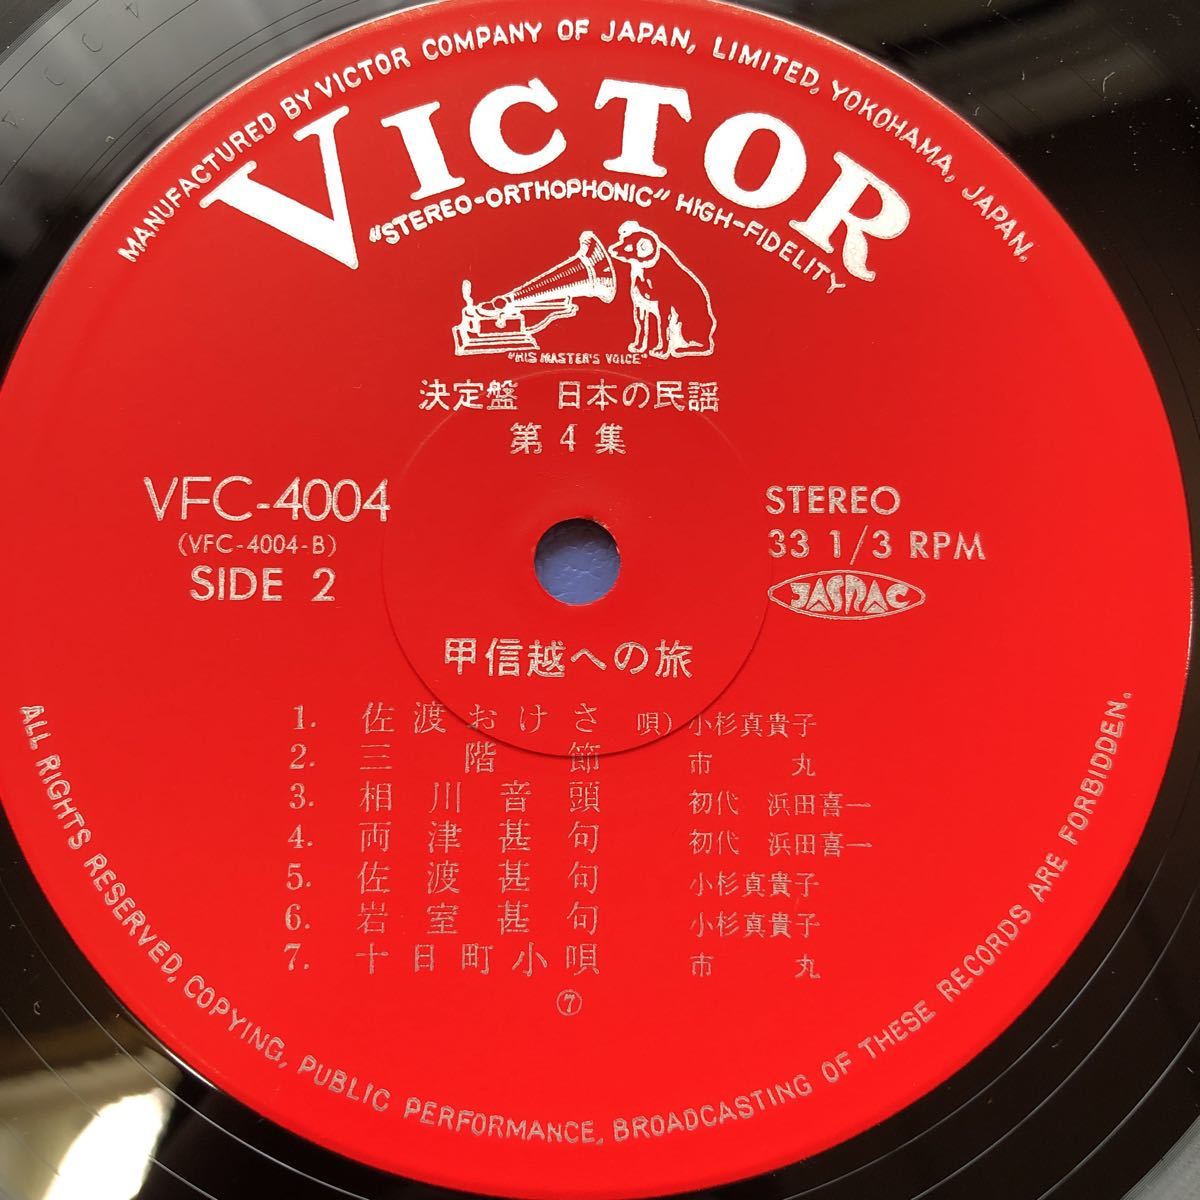 MANUFACTURED BY VICTOR COMPANY OF JAPAN, LIMITED, YOKOHAMA, JAPAN.
VICTOR
"STEREO-ORTHOPHONIC" HIGH-FIDELITY
"HIS MASTER'S VOICE"
決定盤 日本の民謡
第4集
VFC-4004
(VFC-4004-B)
SIDE 2
STEREO
33 1/3 RPM
JASRAC
甲信越への旅
1. 佐渡おけさ 唄)小杉真貴子
2. 三階節 市丸
3. 相川音頭 初代 浜田喜一
4. 両津甚句 初代 浜田喜一
5. 佐渡甚句 小杉真貴子
6. 岩室甚句 小杉真貴子
7. 十日町小唄 市丸
⑦
ALL RIGHTS RESERVED, COPYING, PUBLIC PERFORMANCE, BROADCASTING OF THESE RECORDS ARE FORBIDDEN.